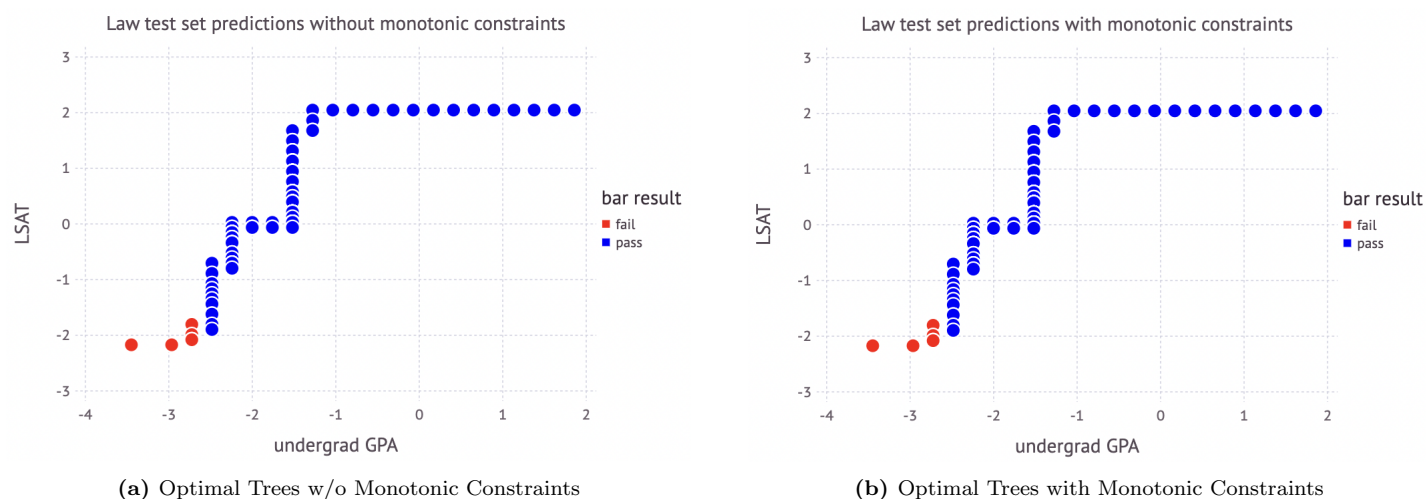 Law test set predictions without monotonic constraints
3
2
1
0
-1
-2
-3
LSAT
-4 -3 -2 -1 0 1 2
undergrad GPA
bar result
fail
pass
(a) Optimal Trees w/o Monotonic Constraints
Law test set predictions with monotonic constraints
3
2
1
0
-1
-2
-3
LSAT
-4 -3 -2 -1 0 1 2
undergrad GPA
bar result
fail
pass
(b) Optimal Trees with Monotonic Constraints